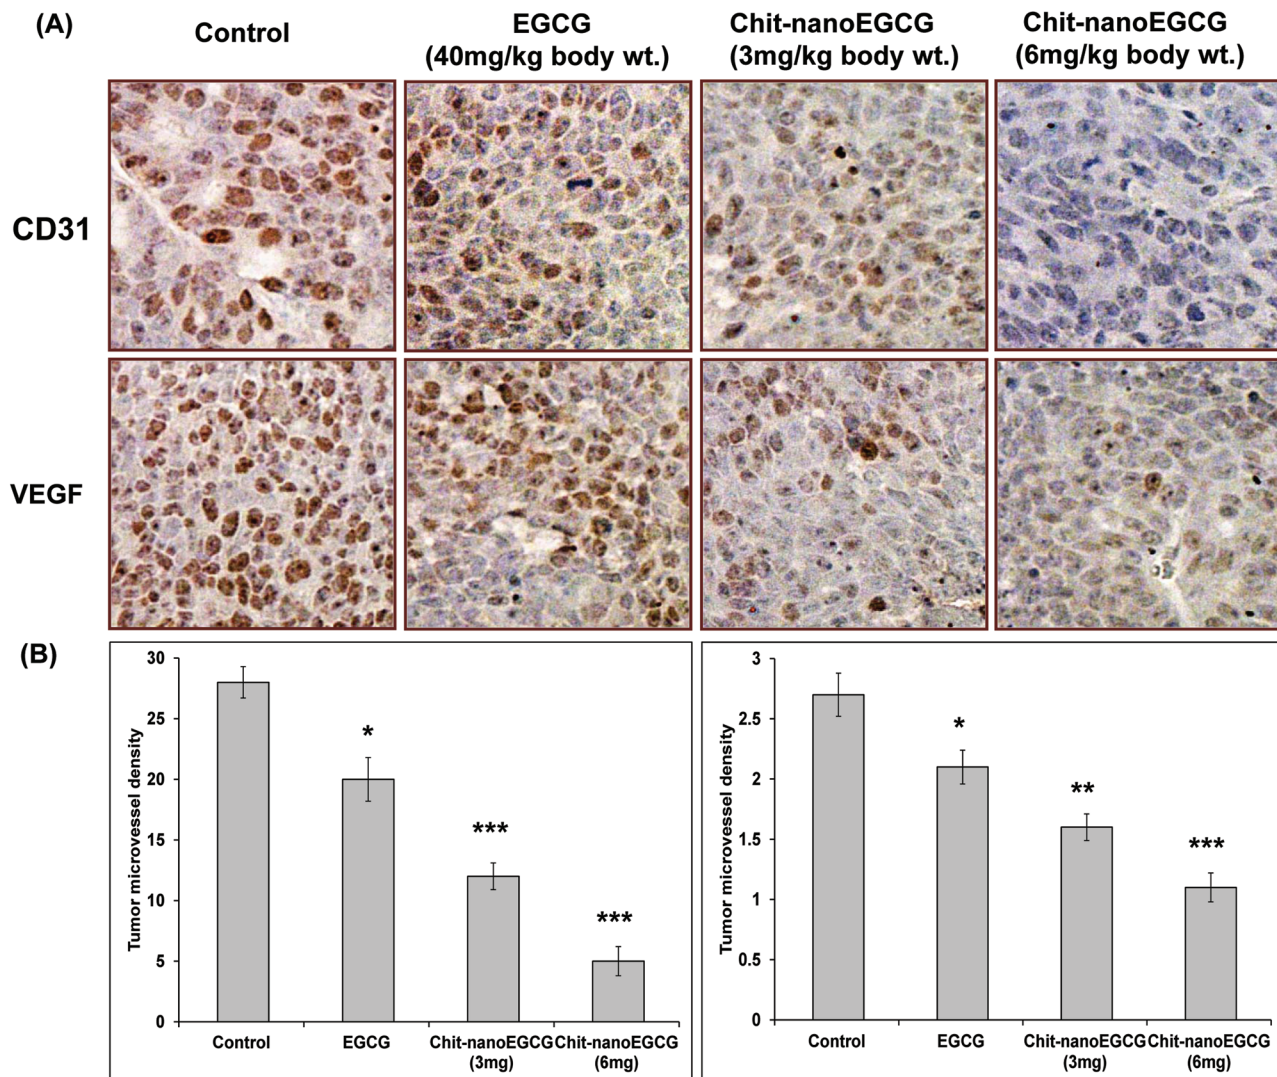 (A)
Control
EGCG
(40mg/kg body wt.)
Chit-nanoEGCG
(3mg/kg body wt.)
Chit-nanoEGCG
(6mg/kg body wt.)
CD31
VEGF
(B)
Tumor microvessel density
30
25
20
15
10
5
0
*
***
***
Control
EGCG
Chit-nanoEGCG
(3mg)
Chit-nanoEGCG
(6mg)
Tumor microvessel density
3
2.5
2
1.5
1
0.5
0
*
**
***
Control
EGCG
Chit-nanoEGCG
(3mg)
Chit-nanoEGCG
(6mg)